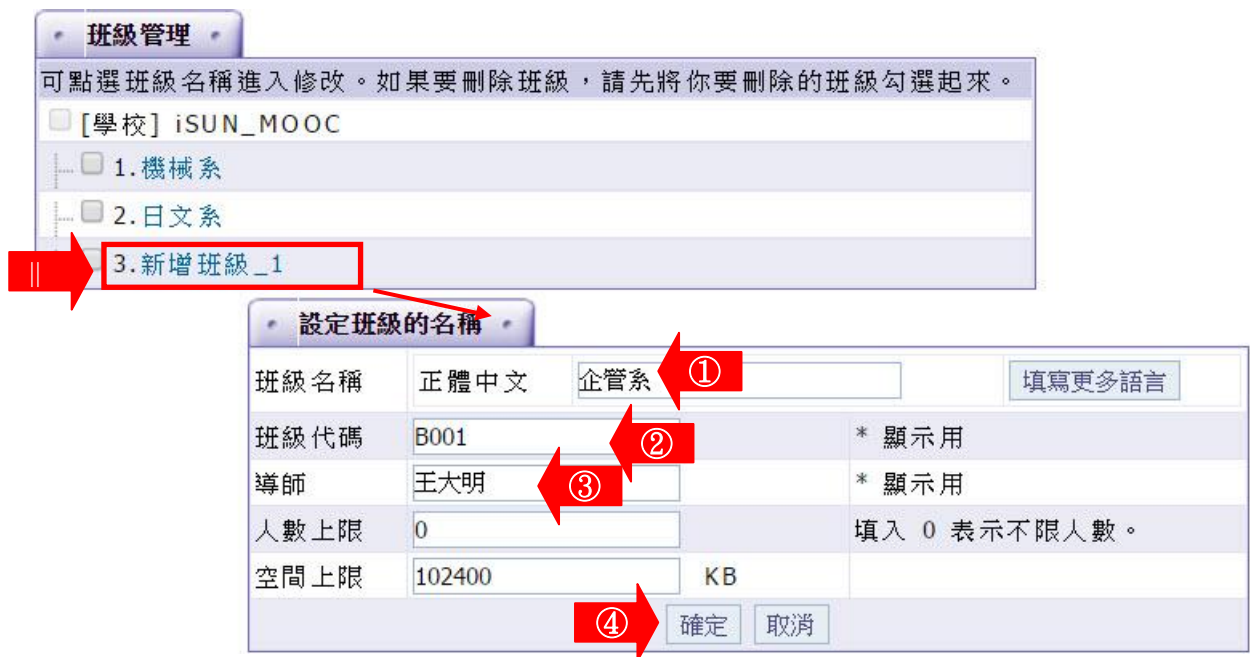 班級管理
可點選班級名稱進入修改。如果要刪除班級，請先將你要刪除的班級勾選起來。
[學校] iSUN_MOOC
1.機械系
2.日文系
||
3.新增班級_1
設定班級的名稱
班級名稱 正體中文 企管系 ① 填寫更多語言
班級代碼 B001 ② * 顯示用
導師 王大明 ③ * 顯示用
人數上限 0 填入 0 表示不限人數。
空間上限 102400 KB
④ 確定 取消